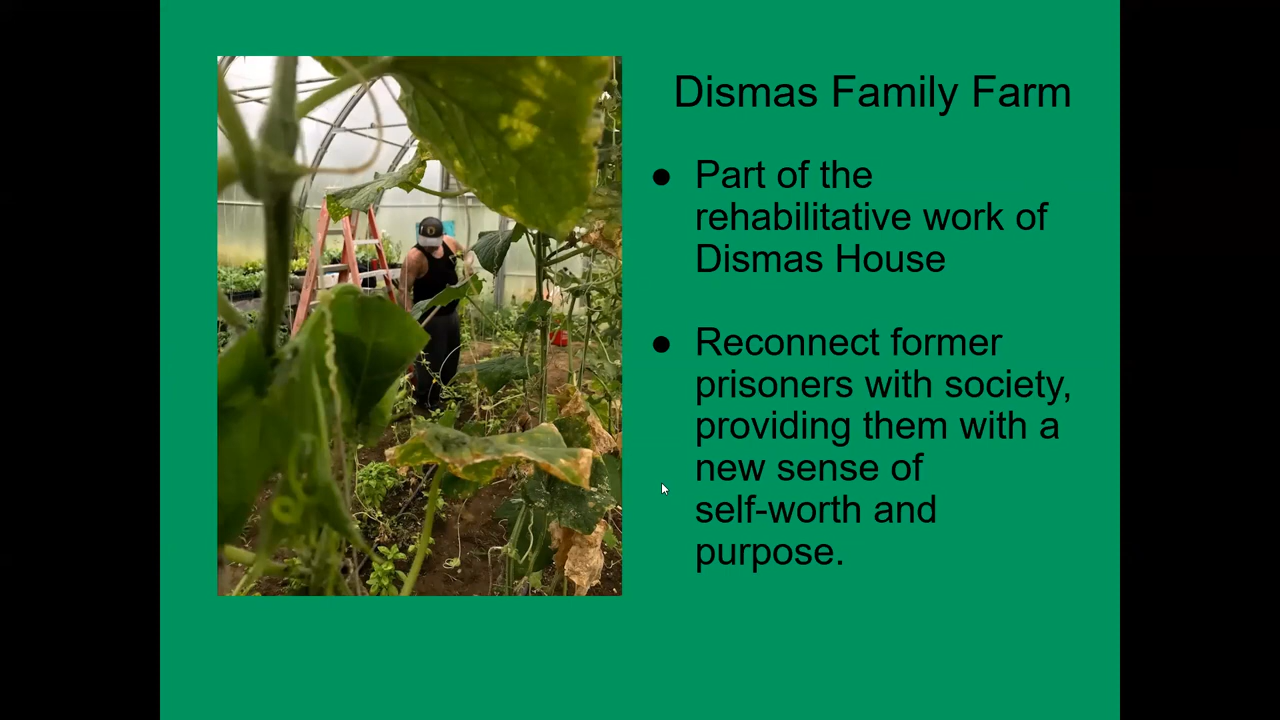 Dismas Family Farm
● Part of the
rehabilitative work of
Dismas House
● Reconnect former
prisoners with society,
providing them with a
new sense of
self-worth and
purpose.